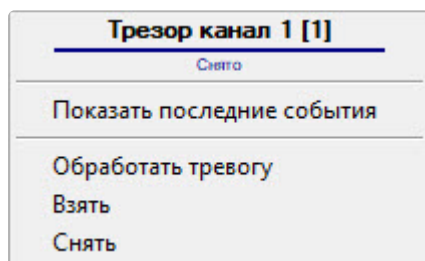 Трезор канал 1 [1]
Снято
Показать последние события
Обработать тревогу
Взять
Снять